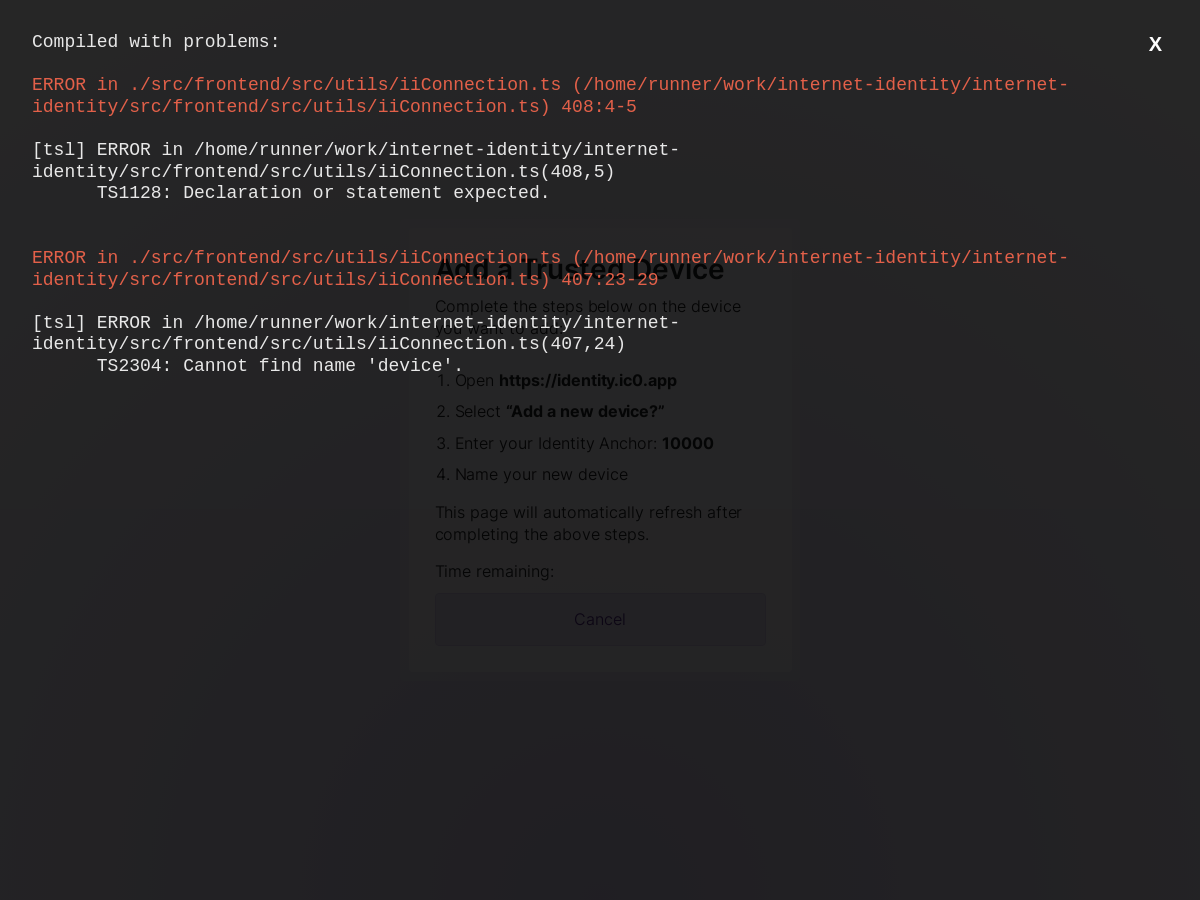 Compiled with problems:
X
ERROR in ./src/frontend/src/utils/iiConnection.ts (/home/runner/work/internet-identity/internet-
identity/src/frontend/src/utils/iiConnection.ts) 408:4-5
[tsl] ERROR in /home/runner/work/internet-identity/internet-
identity/src/frontend/src/utils/iiConnection.ts(408,5)
TS1128: Declaration or statement expected.
ERROR in ./src/frontend/src/utils/iiConnection.ts (/home/runner/work/internet-identity/internet-
identity/src/frontend/src/utils/iiConnection.ts) 407:23-29
[tsl] ERROR in /home/runner/work/internet-identity/internet-
identity/src/frontend/src/utils/iiConnection.ts(407,24)
TS2304: Cannot find name 'device'.
Add a Trusted Device
Complete the steps below on the device
you want to add:
1. Open https://identity.ic0.app
2. Select “Add a new device?”
3. Enter your Identity Anchor: 10000
4. Name your new device
This page will automatically refresh after
completing the above steps.
Time remaining:
Cancel